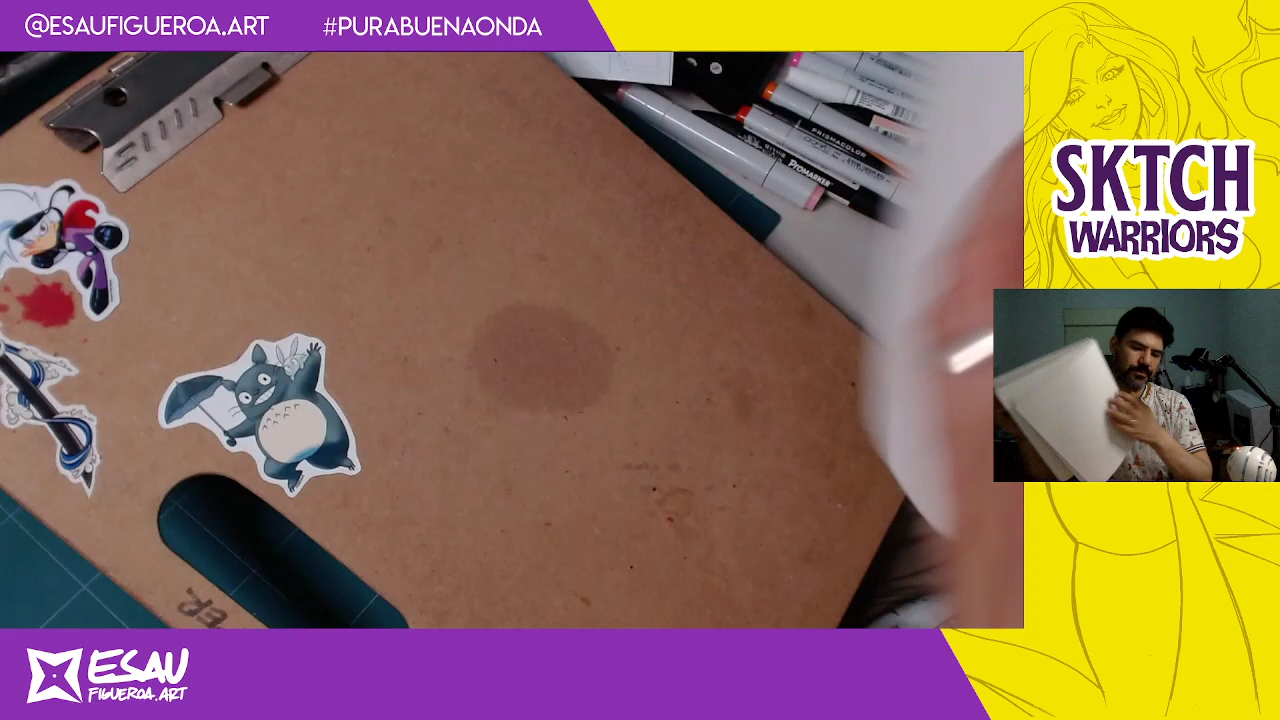 @ESAUFIGUEROA.ART
#PURABUENAONDA
SKTCH
WARRIORS
PRISMACOLOR
PROMARKER
ESAU
FIGUEROA.ART